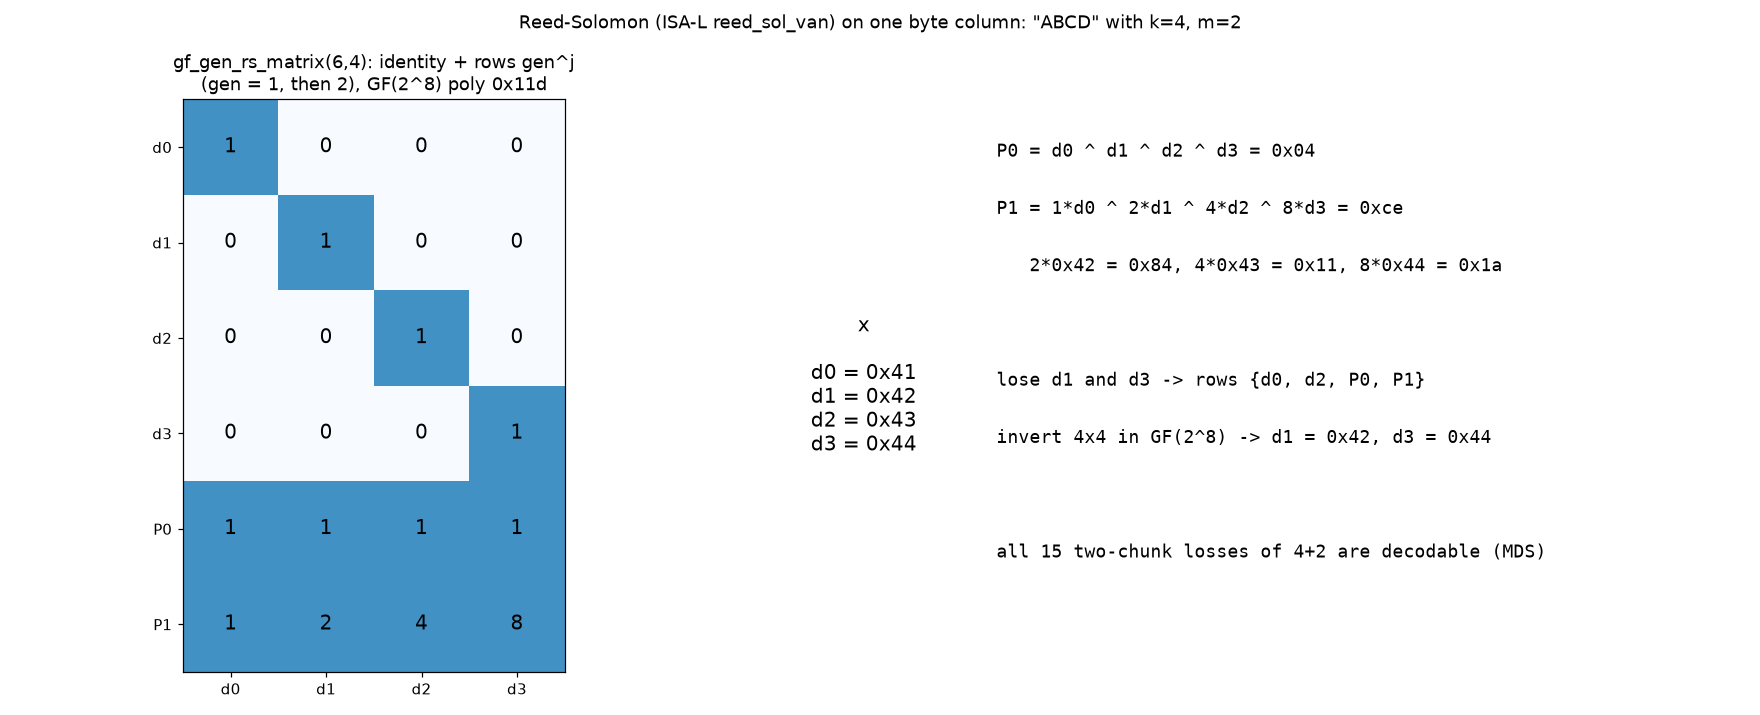 Reed-Solomon (ISA-L reed_sol_van) on one byte column: "ABCD" with k=4, m=2
gf_gen_rs_matrix(6,4): identity + rows gen^j
(gen = 1, then 2), GF(2^8) poly 0x11d
d0 1 0 0 0
d1 0 1 0 0
d2 0 0 1 0
d3 0 0 0 1
P0 1 1 1 1
P1 1 2 4 8
d0 d1 d2 d3
x
d0 = 0x41
d1 = 0x42
d2 = 0x43
d3 = 0x44
P0 = d0 ^ d1 ^ d2 ^ d3 = 0x04
P1 = 1*d0 ^ 2*d1 ^ 4*d2 ^ 8*d3 = 0xce
2*0x42 = 0x84, 4*0x43 = 0x11, 8*0x44 = 0x1a
lose d1 and d3 -> rows {d0, d2, P0, P1}
invert 4x4 in GF(2^8) -> d1 = 0x42, d3 = 0x44
all 15 two-chunk losses of 4+2 are decodable (MDS)